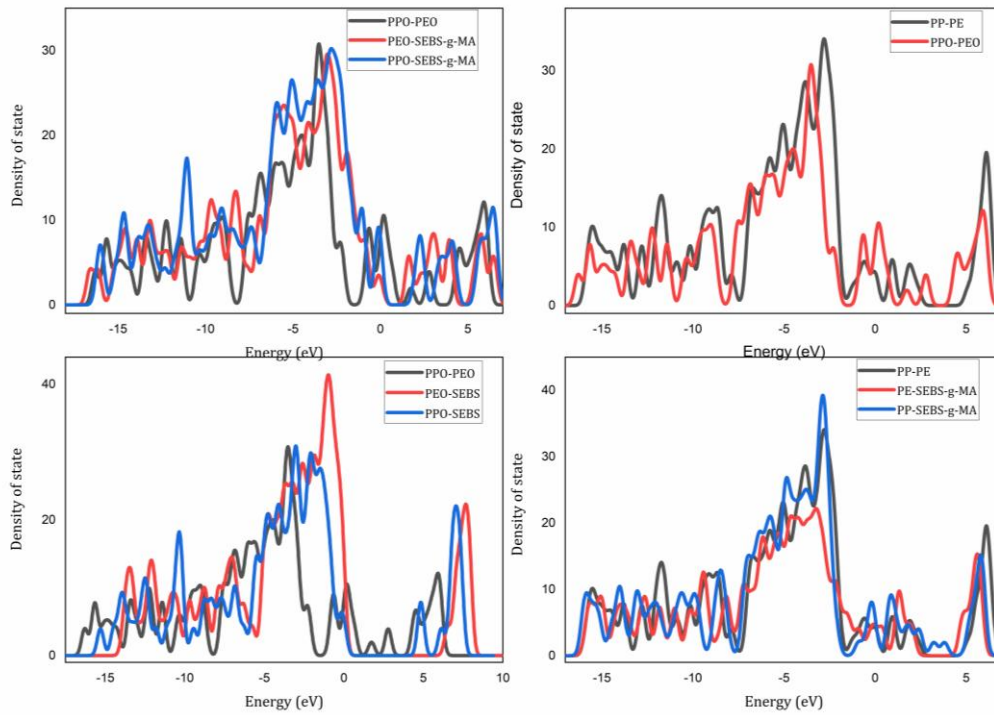 PPO-PEO
PEO-SEBS-g-MA
PPO-SEBS-g-MA
Density of state
30
20
10
0
-15 -10 -5 0 5
Energy (eV)
PP-PE
PPO-PEO
Density of state
30
20
10
0
-15 -10 -5 0 5
Energy (eV)
PPO-PEO
PEO-SEBS
PPO-SEBS
Density of state
40
20
0
-15 -10 -5 0 5 10
Energy (eV)
PP-PE
PE-SEBS-g-MA
PP-SEBS-g-MA
Density of state
40
30
20
10
0
-15 -10 -5 0 5
Energy (eV)